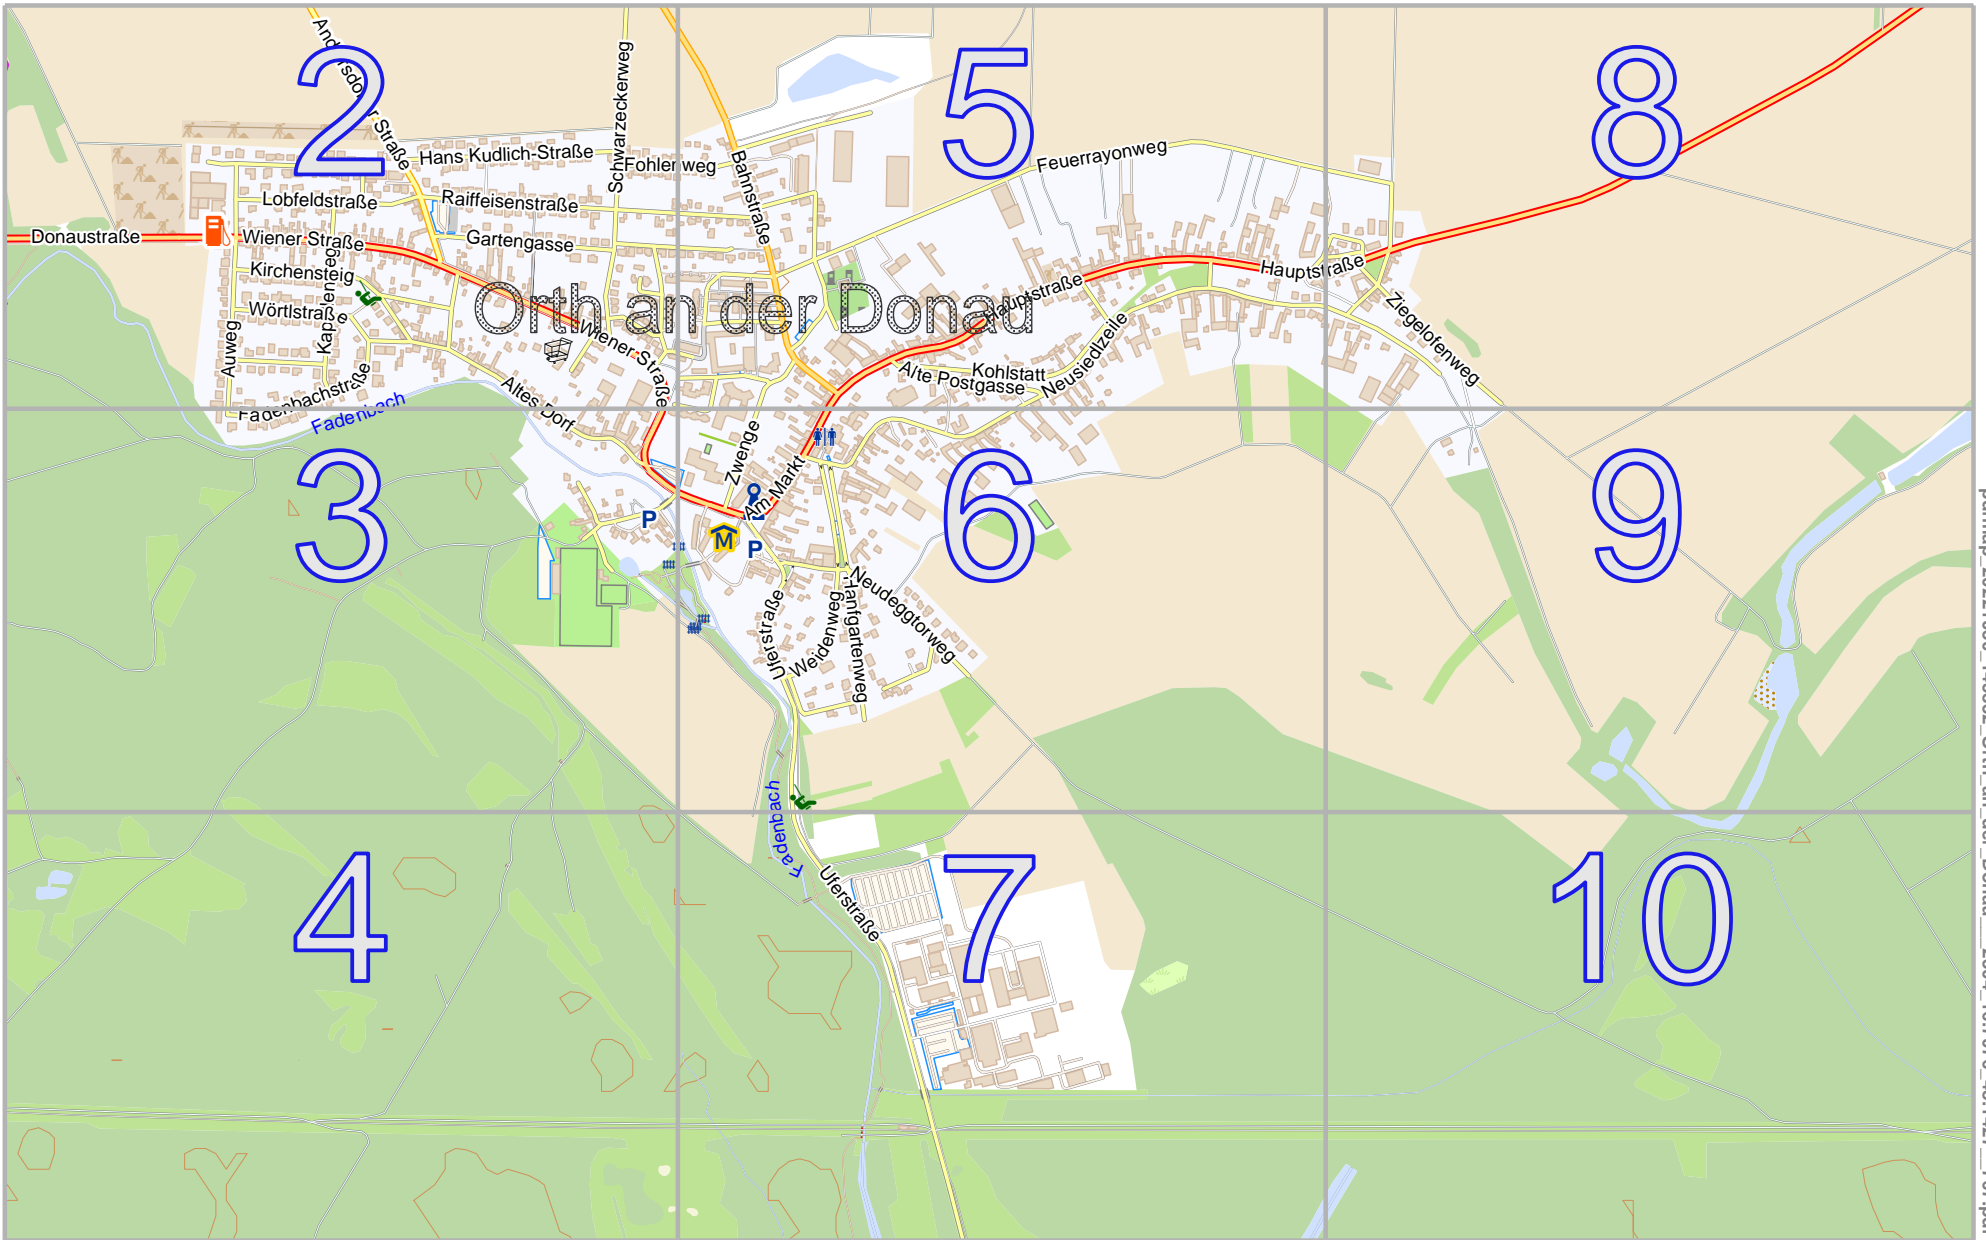 2
5
8
3
6
9
4
7
10
Orth an der Donau
Schwarzeckerweg
Hans Kudlich-Straße
Fohlenweg
Bahnstraße
Feuerrayonweg
Lobfeldstraße
Raiffeisenstraße
Donaustraße
Wiener Straße
Gartengasse
Kirchensteig
Wörtlstraße
Auweg
Fadenbachstraße
Fadenbach
Altes Dorf
Wiener Straße
Hauptstraße
Hauptstraße
Ziegelofenweg
Kohlstatt
Alte Postgasse
Neusiedlzeile
Zwenge
Am Markt
P
M
P
Neudeggtorweg
Hanfgartenweg
Weidenweg
Uferstraße
Fadenbach
Uferstraße